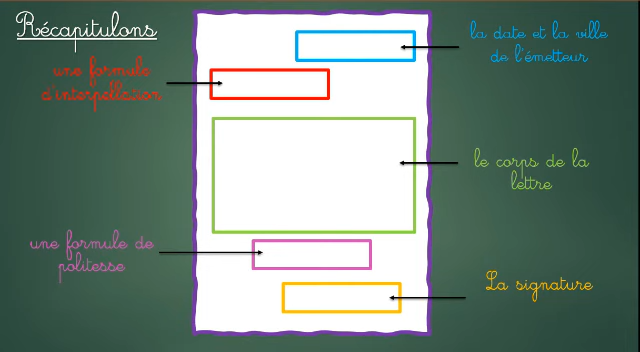 Récapitulons
la date et la ville
de l'émetteur
une formule
d'interpellation
le corps de la
lettre
une formule de
politesse
La signature